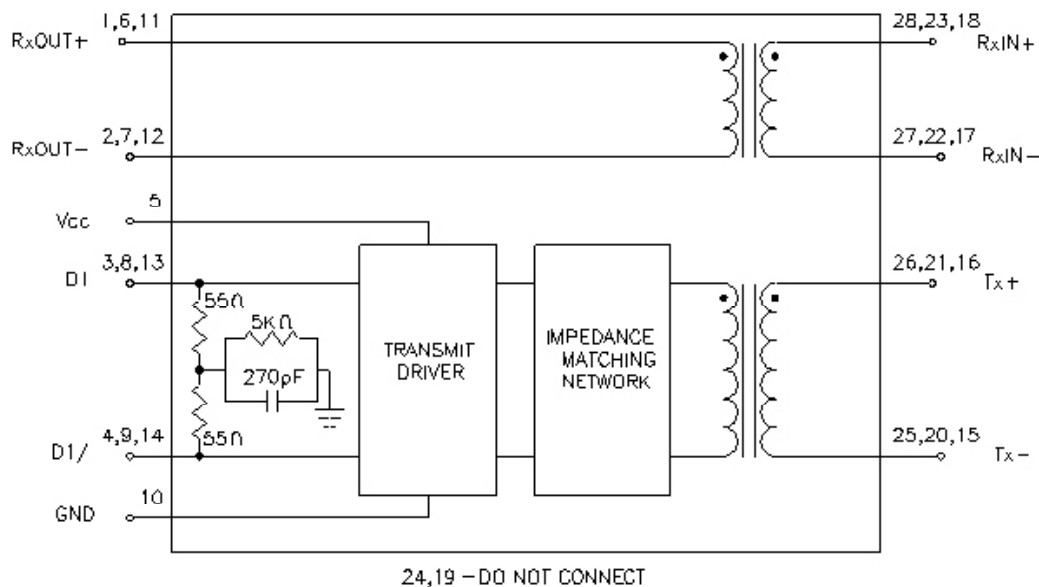 1,6,11
RxOUT+
28,23,18
RxIN+
2,7,12
RxOUT-
27,22,17
RxIN-
5
Vcc
3,8,13
D1
26,21,16
Tx+
55Ω
5KΩ
270pF
TRANSMIT
DRIVER
IMPEDANCE
MATCHING
NETWORK
55Ω
4,9,14
D1/
25,20,15
Tx-
10
GND
24,19 - DO NOT CONNECT